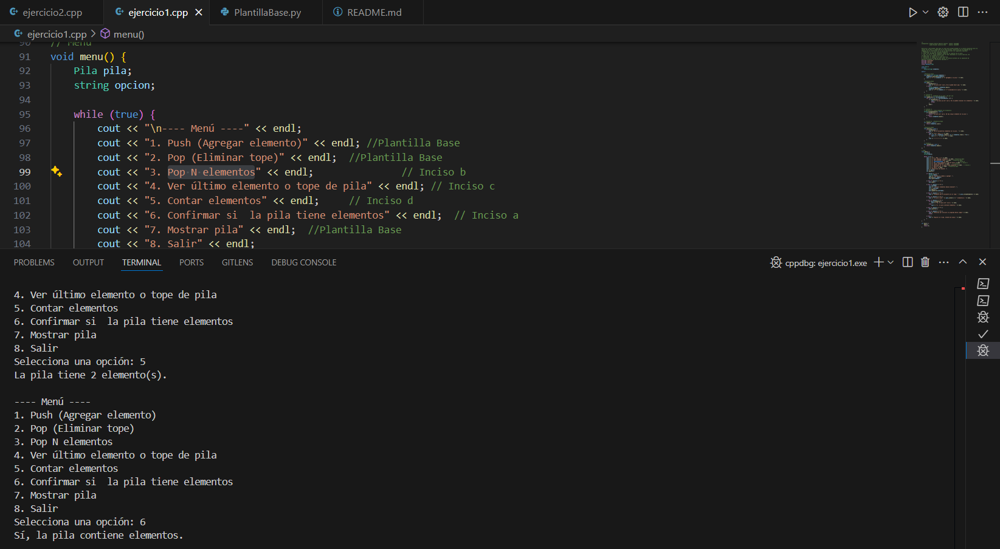 ejercicio2.cpp
ejercicio1.cpp
PlantillaBase.py
README.md
ejercicio1.cpp > menu()
90 // Menu
91 void menu() {
92 Pila pila;
93 string opcion;
94
95 while (true) {
96 cout << "\n---- Menú ----" << endl;
97 cout << "1. Push (Agregar elemento)" << endl; //Plantilla Base
98 cout << "2. Pop (Eliminar tope)" << endl;  //Plantilla Base
99 cout << "3. Pop N elementos" << endl;               // Inciso b
100 cout << "4. Ver último elemento o tope de pila" << endl; // Inciso c
101 cout << "5. Contar elementos" << endl;     // Inciso d
102 cout << "6. Confirmar si  la pila tiene elementos" << endl;  // Inciso a
103 cout << "7. Mostrar pila" << endl;  //Plantilla Base
104 cout << "8. Salir" << endl;
PROBLEMS OUTPUT TERMINAL PORTS GITLENS DEBUG CONSOLE
cppdbg: ejercicio1.exe
4. Ver último elemento o tope de pila
5. Contar elementos
6. Confirmar si  la pila tiene elementos
7. Mostrar pila
8. Salir
Selecciona una opción: 5
La pila tiene 2 elemento(s).
---- Menú ----
1. Push (Agregar elemento)
2. Pop (Eliminar tope)
3. Pop N elementos
4. Ver último elemento o tope de pila
5. Contar elementos
6. Confirmar si  la pila tiene elementos
7. Mostrar pila
8. Salir
Selecciona una opción: 6
Sí, la pila contiene elementos.